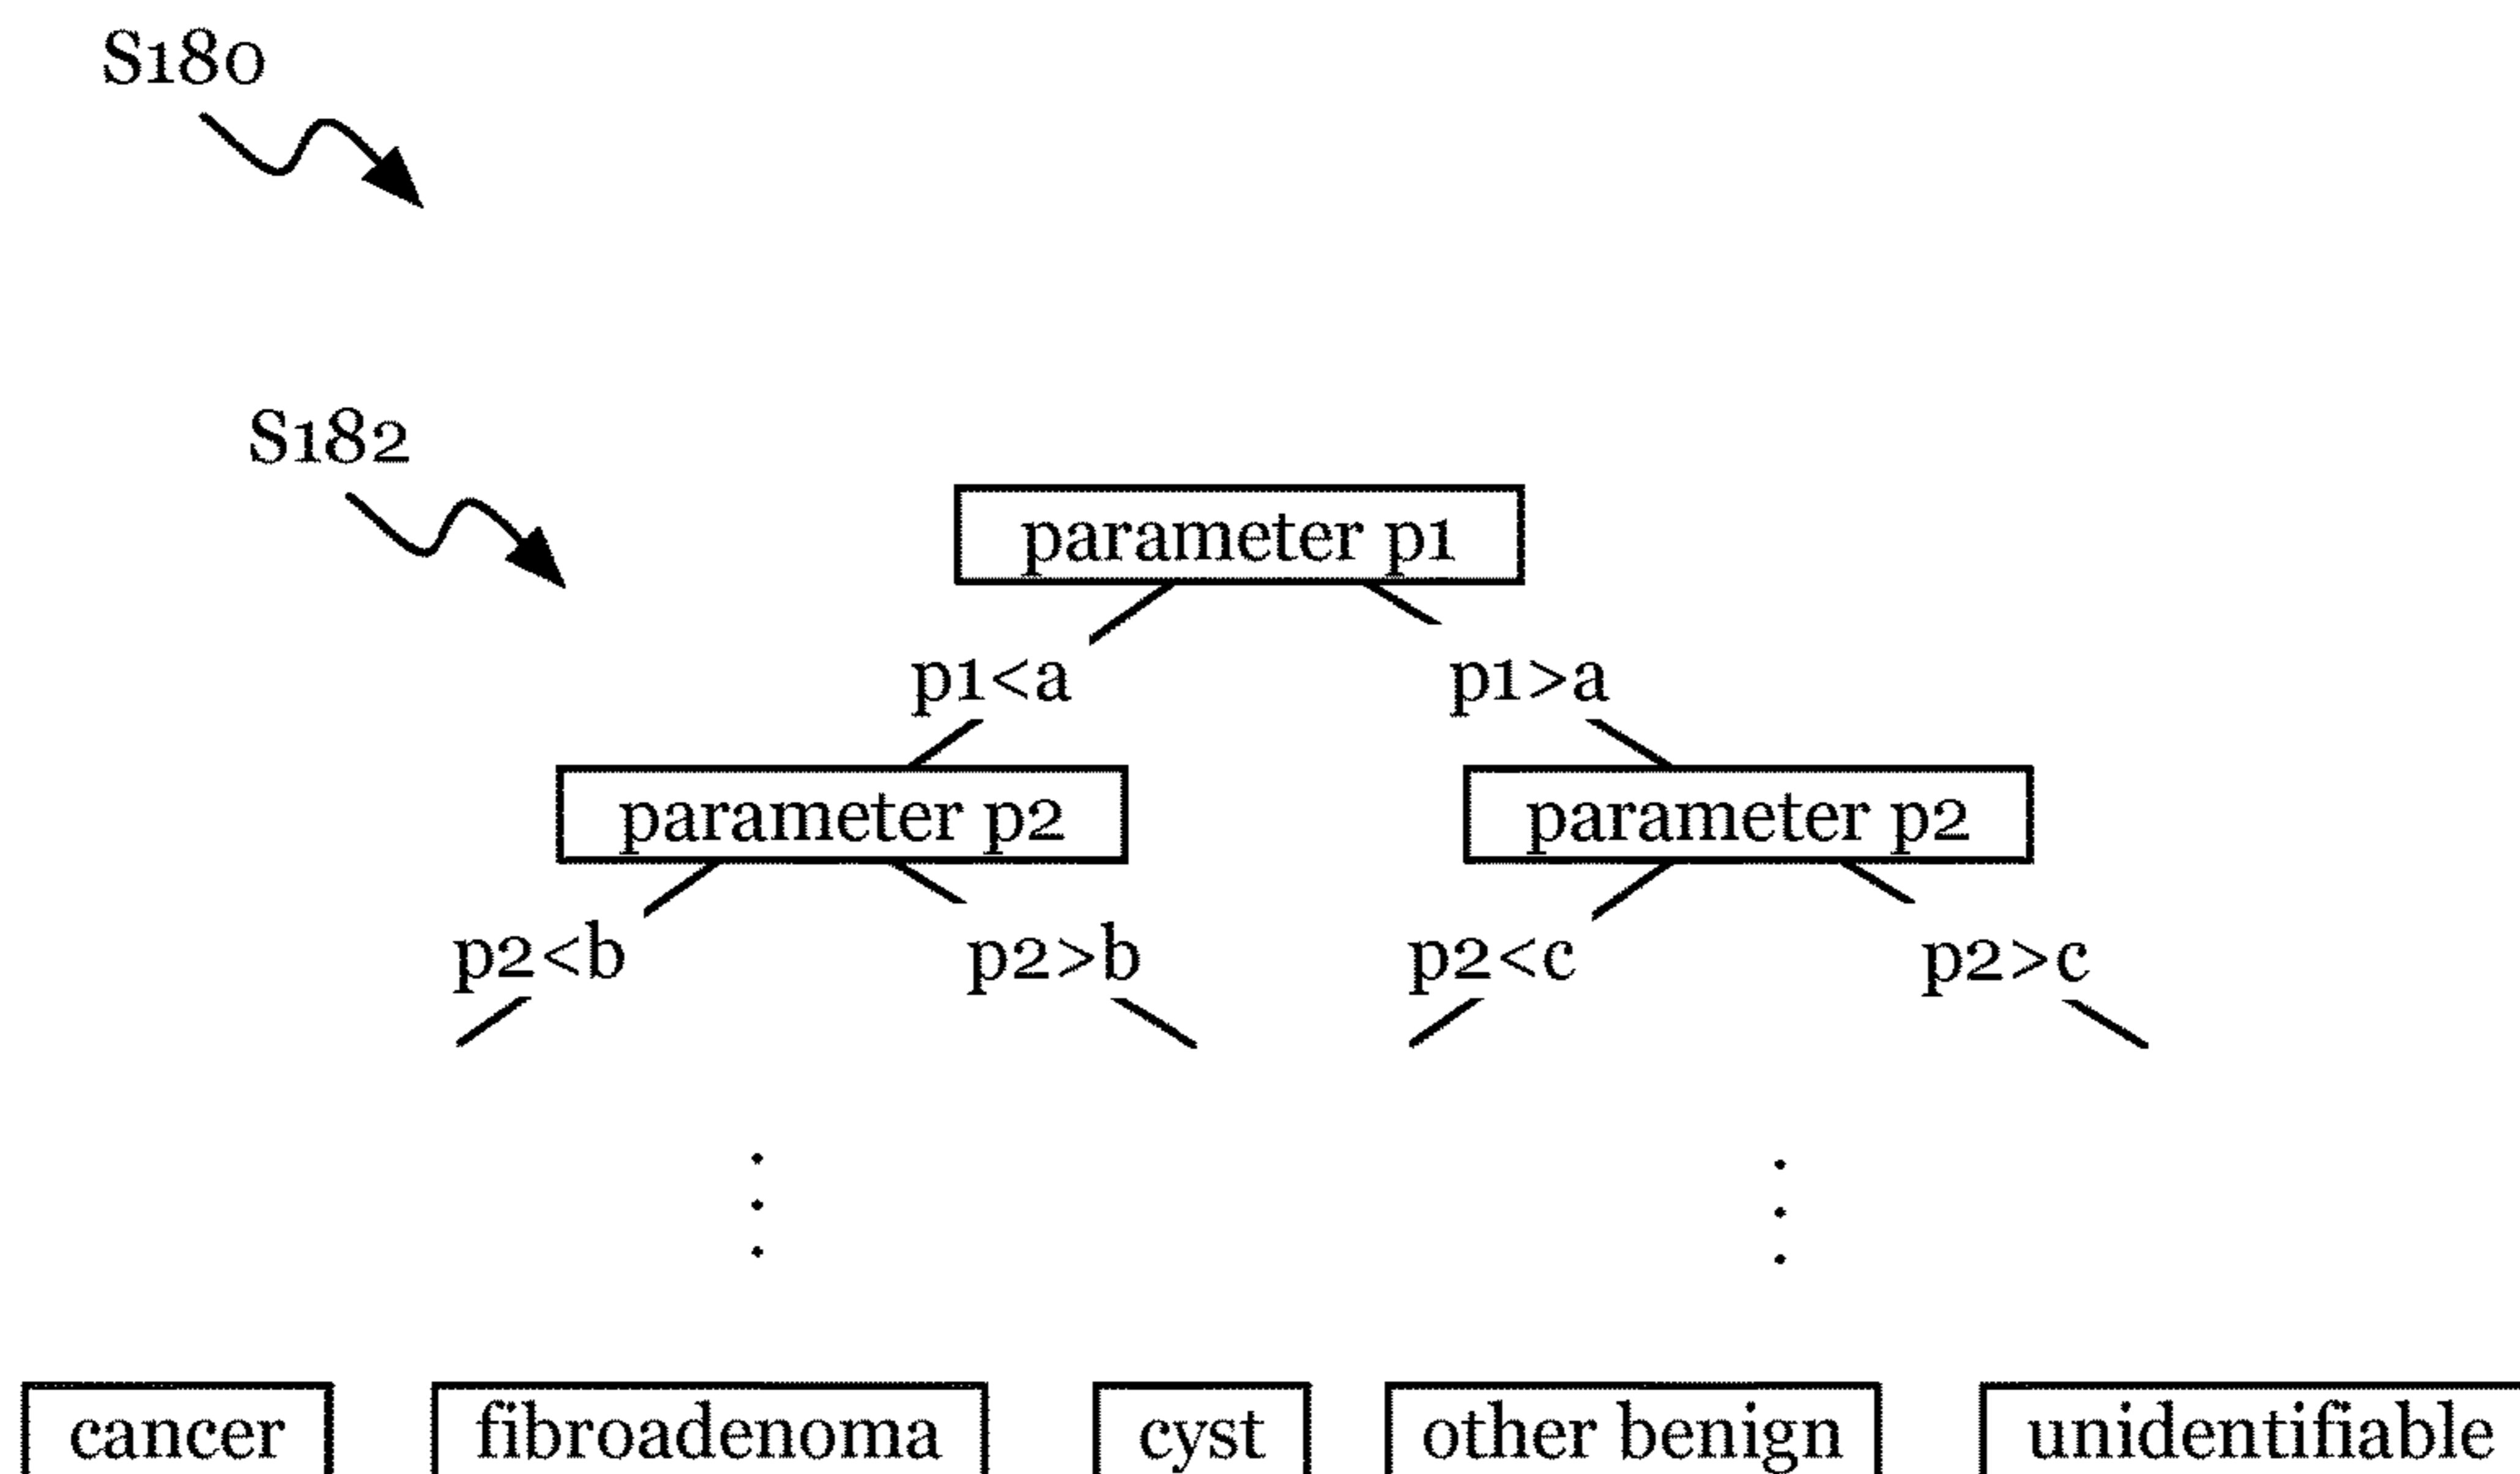 S180
S182
parameter p1
p1<a p1>a
parameter p2 parameter p2
p2<b p2>b p2<c p2>c
cancer fibroadenoma cyst other benign unidentifiable